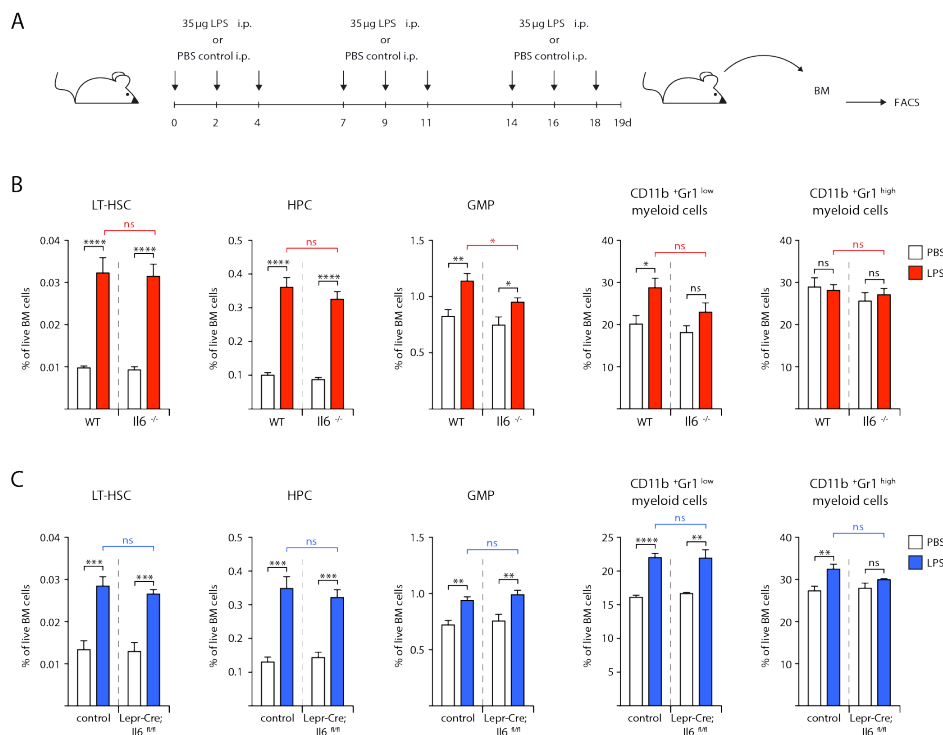 A
35µg LPS i.p.
or
PBS control i.p.
35µg LPS i.p.
or
PBS control i.p.
35µg LPS i.p.
or
PBS control i.p.
0 2 4 7 9 11 14 16 18 19d
BM
FACS
B
LT-HSC
ns
**** ****
0.04
0.03
0.02
0.01
% of live BM cells
WT Il6 -/-
HPC
ns
**** ****
0.5
0.4
0.3
0.2
0.1
% of live BM cells
WT Il6 -/-
GMP
*
** *
1.5
1.0
0.5
% of live BM cells
WT Il6 -/-
CD11b +Gr1 low
myeloid cells
ns
* ns
40
30
20
10
% of live BM cells
WT Il6 -/-
CD11b +Gr1 high
myeloid cells
ns
ns ns
40
30
20
10
% of live BM cells
WT Il6 -/-
PBS
LPS
C
LT-HSC
ns
*** ***
0.04
0.03
0.02
0.01
% of live BM cells
control Lepr-Cre;
Il6 fl/fl
HPC
ns
*** ***
0.5
0.4
0.3
0.2
0.1
% of live BM cells
control Lepr-Cre;
Il6 fl/fl
GMP
ns
** **
1.5
1.0
0.5
% of live BM cells
control Lepr-Cre;
Il6 fl/fl
CD11b +Gr1 low
myeloid cells
ns
**** **
25
20
15
10
5
% of live BM cells
control Lepr-Cre;
Il6 fl/fl
CD11b +Gr1 high
myeloid cells
ns
** ns
40
30
20
10
% of live BM cells
control Lepr-Cre;
Il6 fl/fl
PBS
LPS